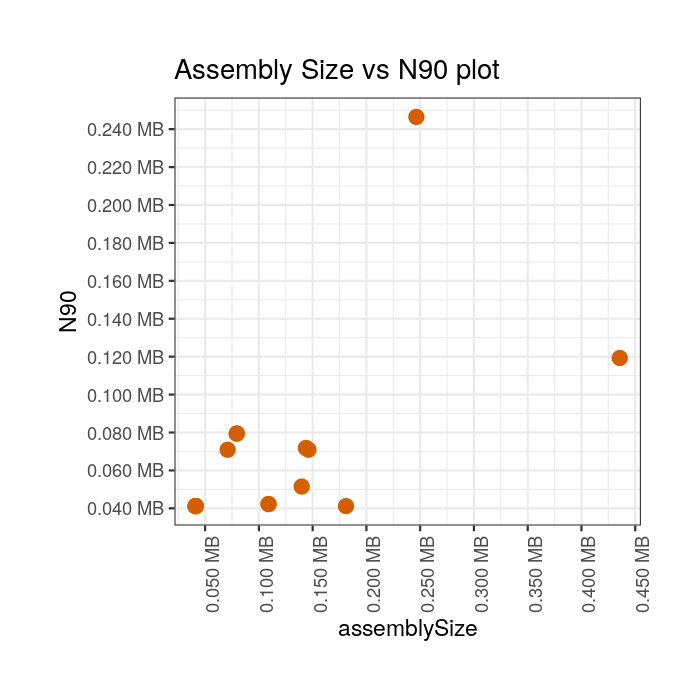 Assembly Size vs N90 plot
0.240 MB
0.220 MB
0.200 MB
0.180 MB
0.160 MB
0.140 MB
0.120 MB
0.100 MB
0.080 MB
0.060 MB
0.040 MB
N90
0.050 MB
0.100 MB
0.150 MB
0.200 MB
0.250 MB
0.300 MB
0.350 MB
0.400 MB
0.450 MB
assemblySize